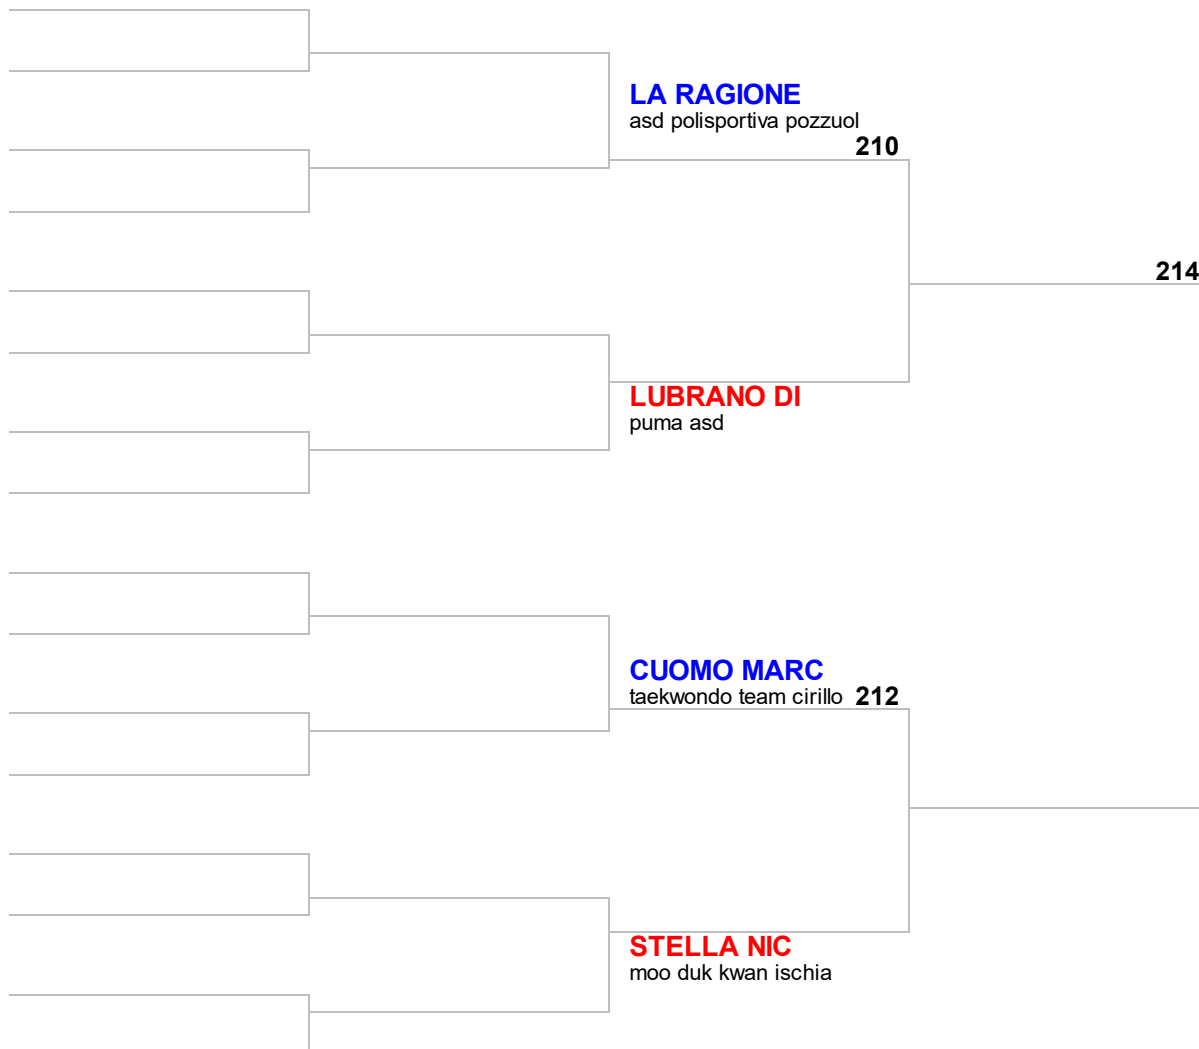 LA RAGIONE
asd polisportiva pozzuol
210
214
LUBRANO DI
puma asd
CUOMO MARC
taekwondo team cirillo 212
STELLA NIC
moo duk kwan ischia